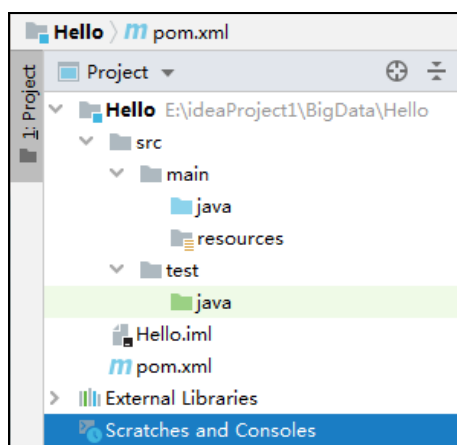 Hello 〉 m pom.xml
1: Project
Project
Hello E:\ideaProject1\BigData\Hello
src
main
java
resources
test
java
Hello.iml
m pom.xml
External Libraries
Scratches and Consoles